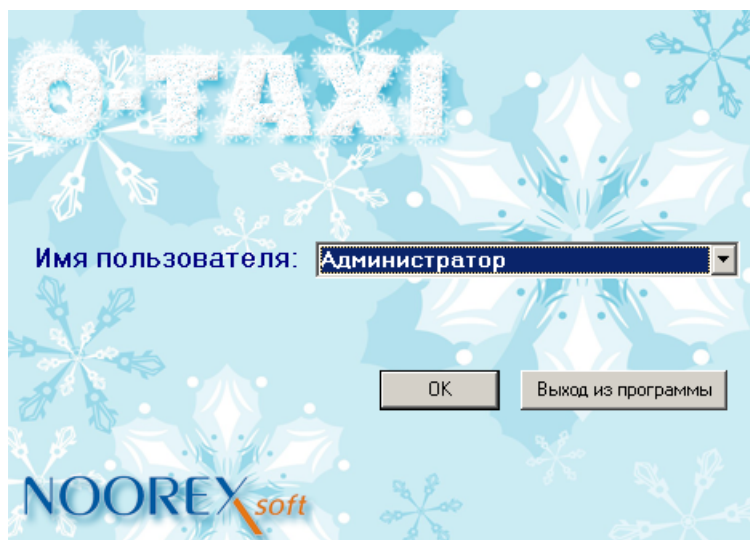 Q-TAXI
Имя пользователя: Администратор
OK Выход из программы
NOOREX soft